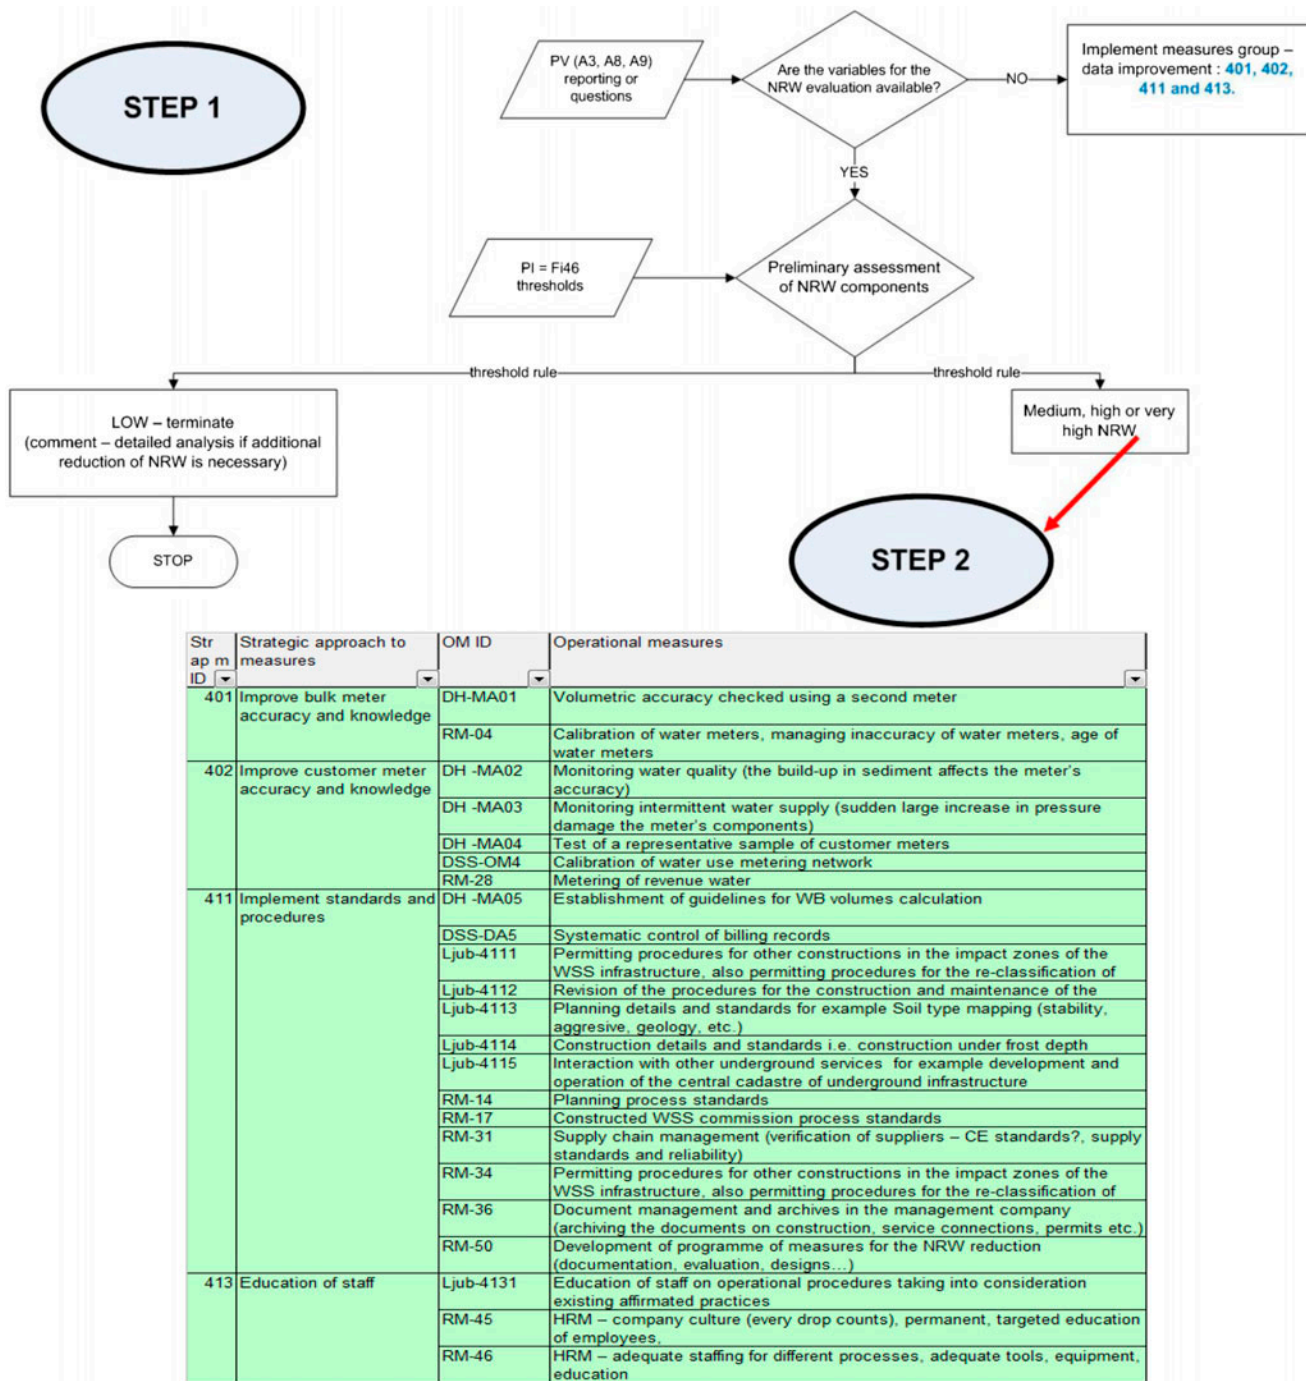 STEP 1
PV (A3, A8, A9)
reporting or
questions
Are the variables for the
NRW evaluation available?
NO
Implement measures group –
data improvement : 401, 402,
411 and 413.
YES
PI = Fi46
thresholds
Preliminary assessment
of NRW components
threshold rule
threshold rule
LOW – terminate
(comment – detailed analysis if additional
reduction of NRW is necessary)
Medium, high or very
high NRW
STOP
STEP 2
Str
ap m
ID
Strategic approach to
measures
OM ID
Operational measures
401 Improve bulk meter
accuracy and knowledge
DH-MA01 Volumetric accuracy checked using a second meter
RM-04 Calibration of water meters, managing inaccuracy of water meters, age of
water meters
402 Improve customer meter
accuracy and knowledge
DH -MA02 Monitoring water quality (the build-up in sediment affects the meter's
accuracy)
DH -MA03 Monitoring intermittent water supply (sudden large increase in pressure
damage the meter's components)
DH -MA04 Test of a representative sample of customer meters
DSS-OM4 Calibration of water use metering network
RM-28 Metering of revenue water
411 Implement standards and
procedures
DH -MA05 Establishment of guidelines for WB volumes calculation
DSS-DA5 Systematic control of billing records
Ljub-4111 Permitting procedures for other constructions in the impact zones of the
WSS infrastructure, also permitting procedures for the re-classification of
Ljub-4112 Revision of the procedures for the construction and maintenance of the
Ljub-4113 Planning details and standards for example Soil type mapping (stability,
aggresive, geology, etc.)
Ljub-4114 Construction details and standards i.e. construction under frost depth
Ljub-4115 Interaction with other underground services for example development and
operation of the central cadastre of underground infrastructure
RM-14 Planning process standards
RM-17 Constructed WSS commission process standards
RM-31 Supply chain management (verification of suppliers – CE standards?, supply
standards and reliability)
RM-34 Permitting procedures for other constructions in the impact zones of the
WSS infrastructure, also permitting procedures for the re-classification of
RM-36 Document management and archives in the management company
(archiving the documents on construction, service connections, permits etc.)
RM-50 Development of programme of measures for the NRW reduction
(documentation, evaluation, designs...)
413 Education of staff
Ljub-4131 Education of staff on operational procedures taking into consideration
existing affirmated practices
RM-45 HRM – company culture (every drop counts), permanent, targeted education
of employees,
RM-46 HRM – adequate staffing for different processes, adequate tools, equipment,
education